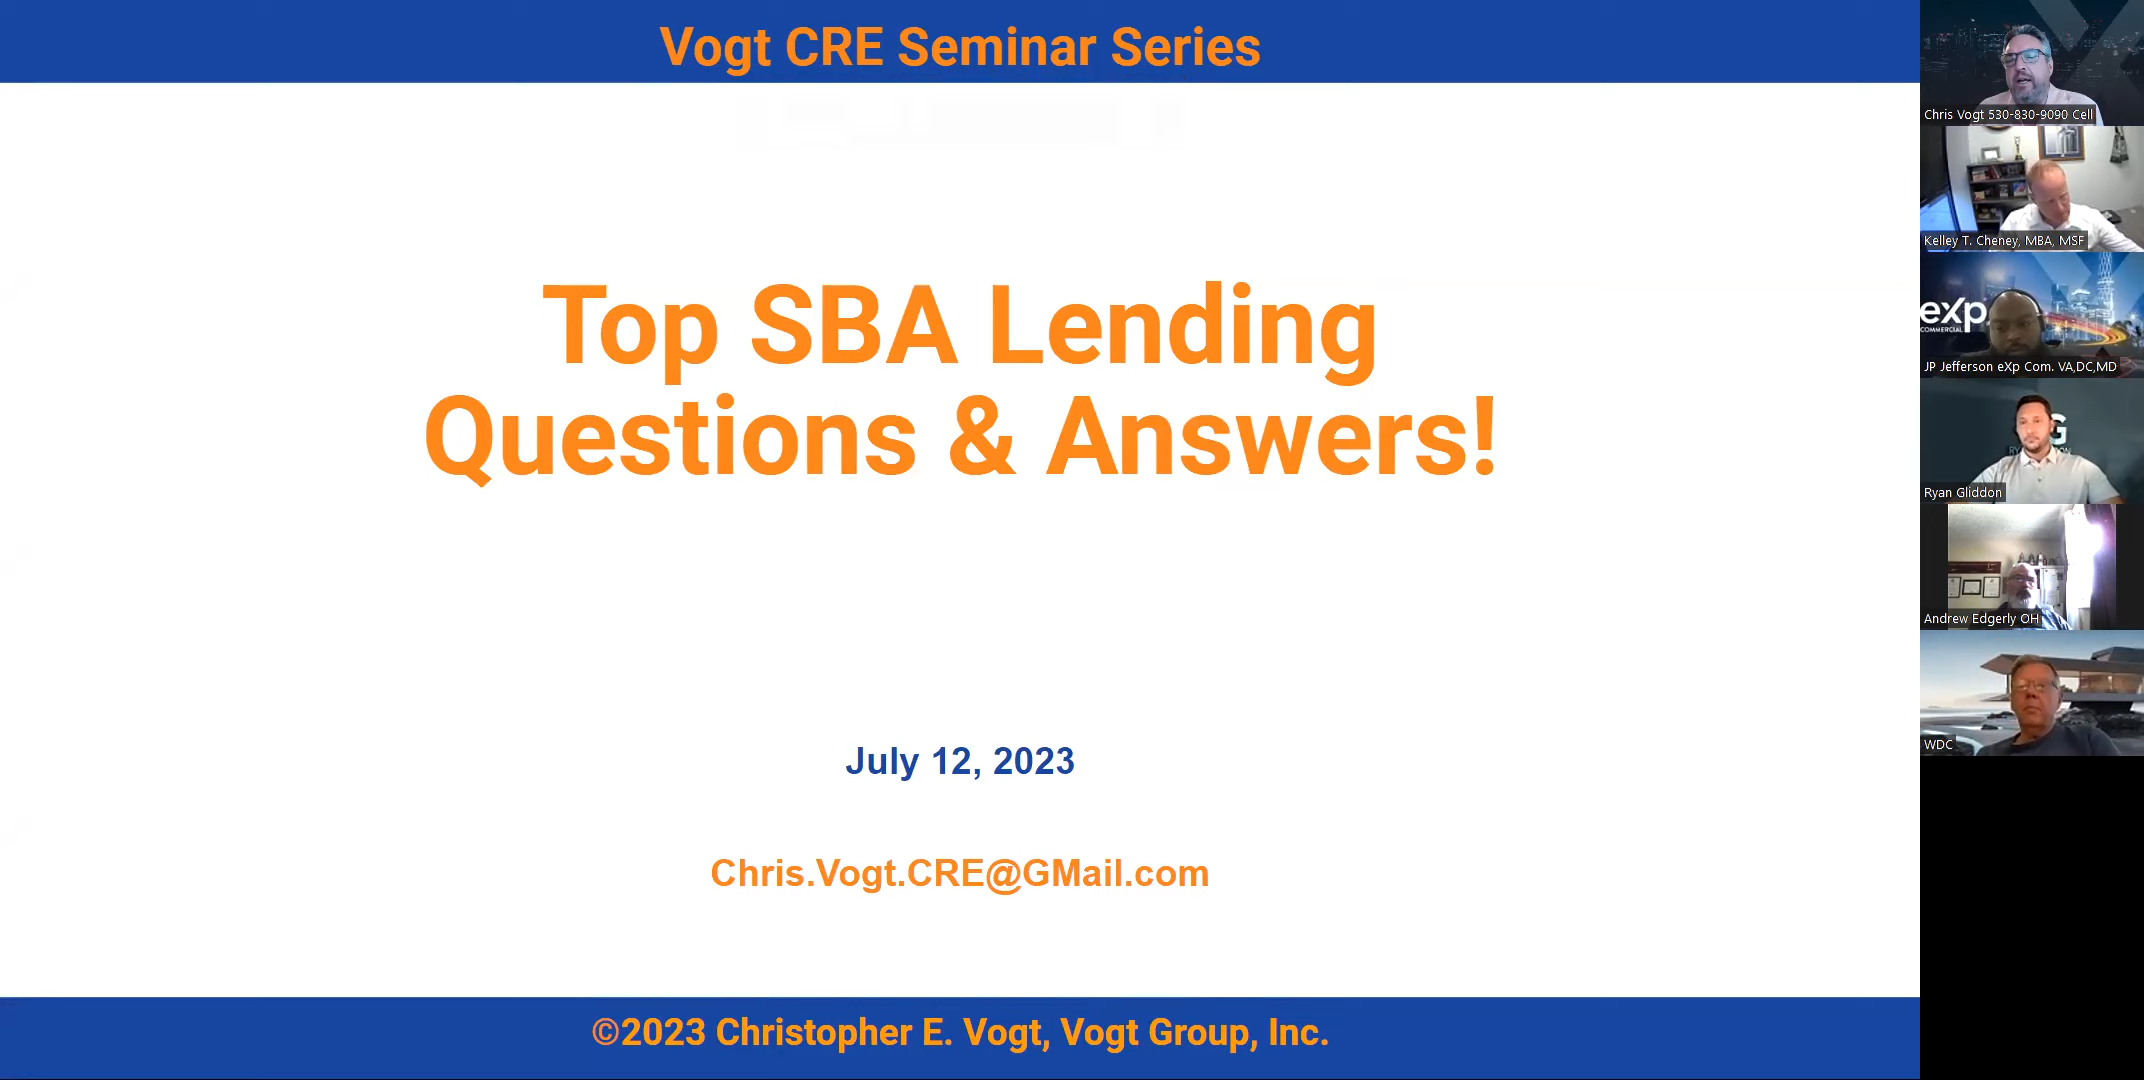 Vogt CRE Seminar Series
Top SBA Lending
Questions & Answers!
July 12, 2023
Chris.Vogt.CRE@GMail.com
©2023 Christopher E. Vogt, Vogt Group, Inc.
Chris Vogt 530-830-9090 Cell
Kelley T. Cheney, MBA, MSF
eXp
COMMERCIAL
JP Jefferson eXp Com. VA,DC,MD
G
Ryan Gliddon
Andrew Edgerly OH
WDC